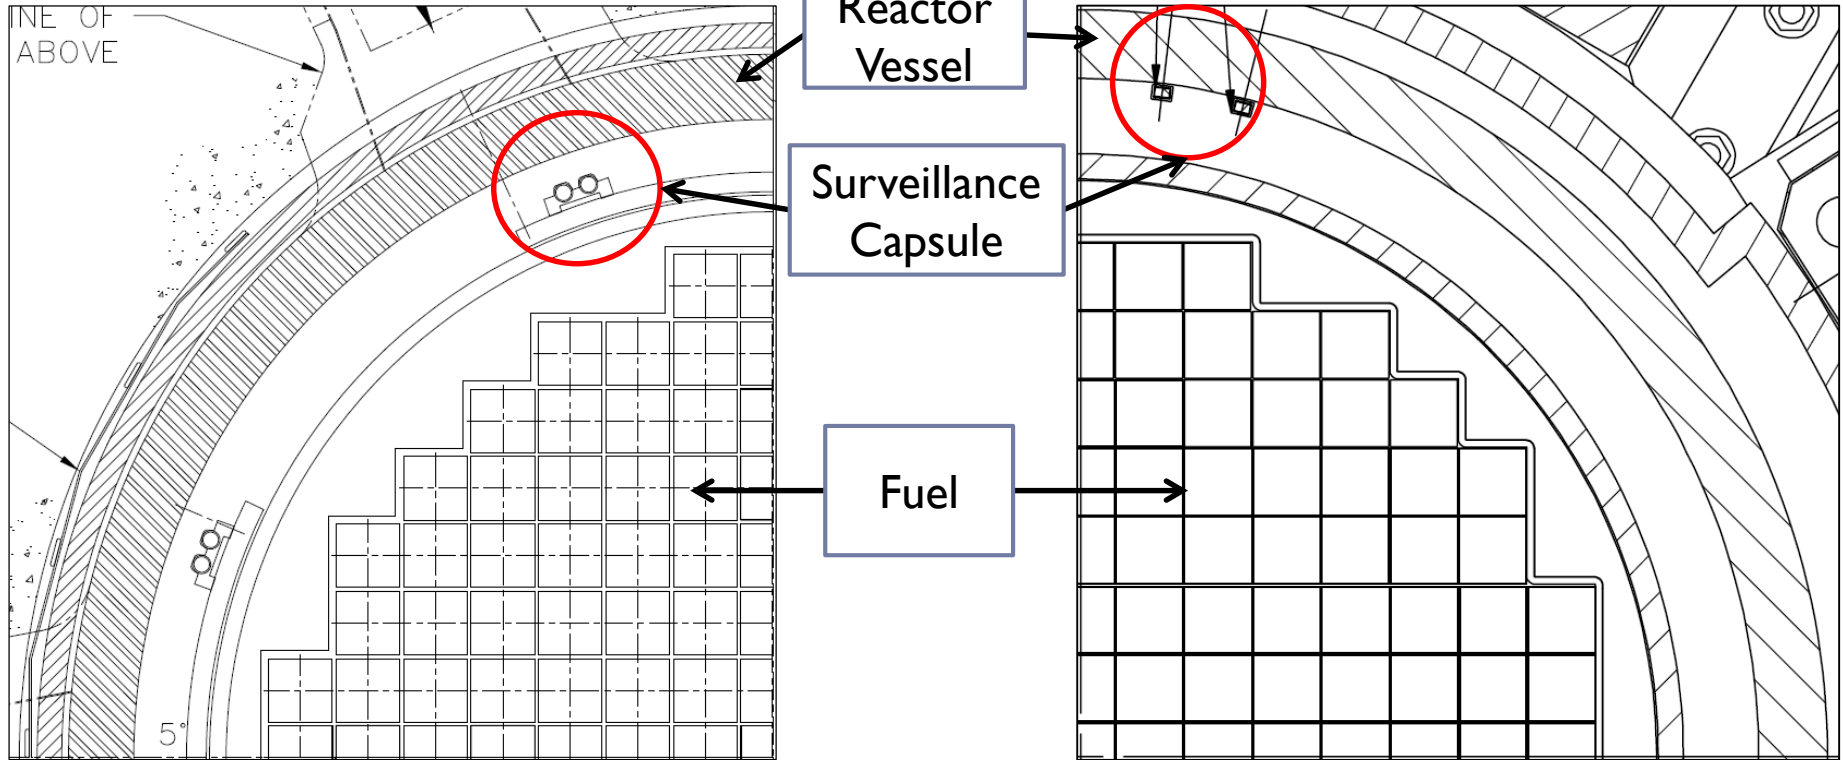 INE OF
ABOVE
Reactor
Vessel
Surveillance
Capsule
Fuel
5°